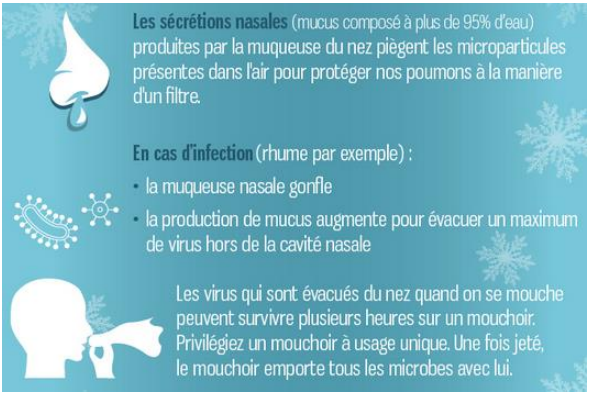 Les sécrétions nasales (mucus composé à plus de 95% d'eau)
produites par la muqueuse du nez piègent les microparticules
présentes dans l'air pour protéger nos poumons à la manière
d'un filtre.
En cas d'infection (rhume par exemple) :
• la muqueuse nasale gonfle
• la production de mucus augmente pour évacuer un maximum
de virus hors de la cavité nasale
Les virus qui sont évacués du nez quand on se mouche
peuvent survivre plusieurs heures sur un mouchoir.
Privilégiez un mouchoir à usage unique. Une fois jeté,
le mouchoir emporte tous les microbes avec lui.